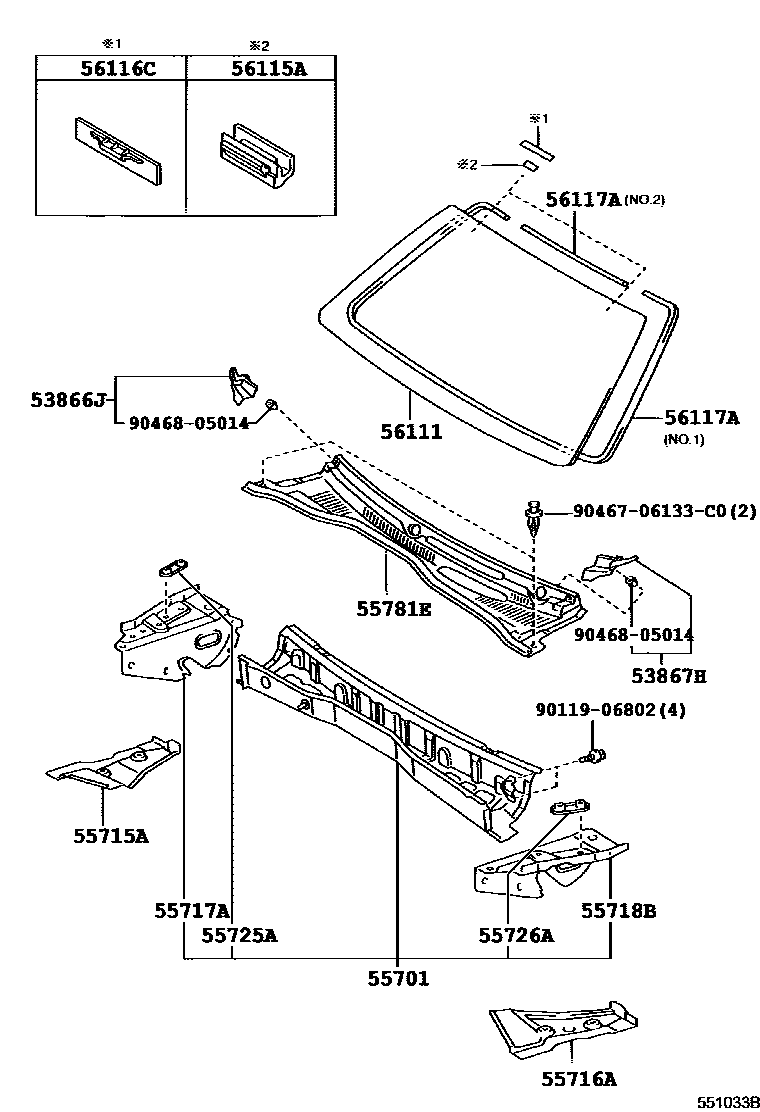 ※1
※2
56116C
56115A
※1
※2
56117A (NO.2)
53866J
90468-05014
56111
56117A
(NO.1)
90467-06133-C0(2)
55781E
90468-05014
53867H
90119-06802(4)
55715A
55717A
55718B
55725A
55726A
55701
55716A
551033B